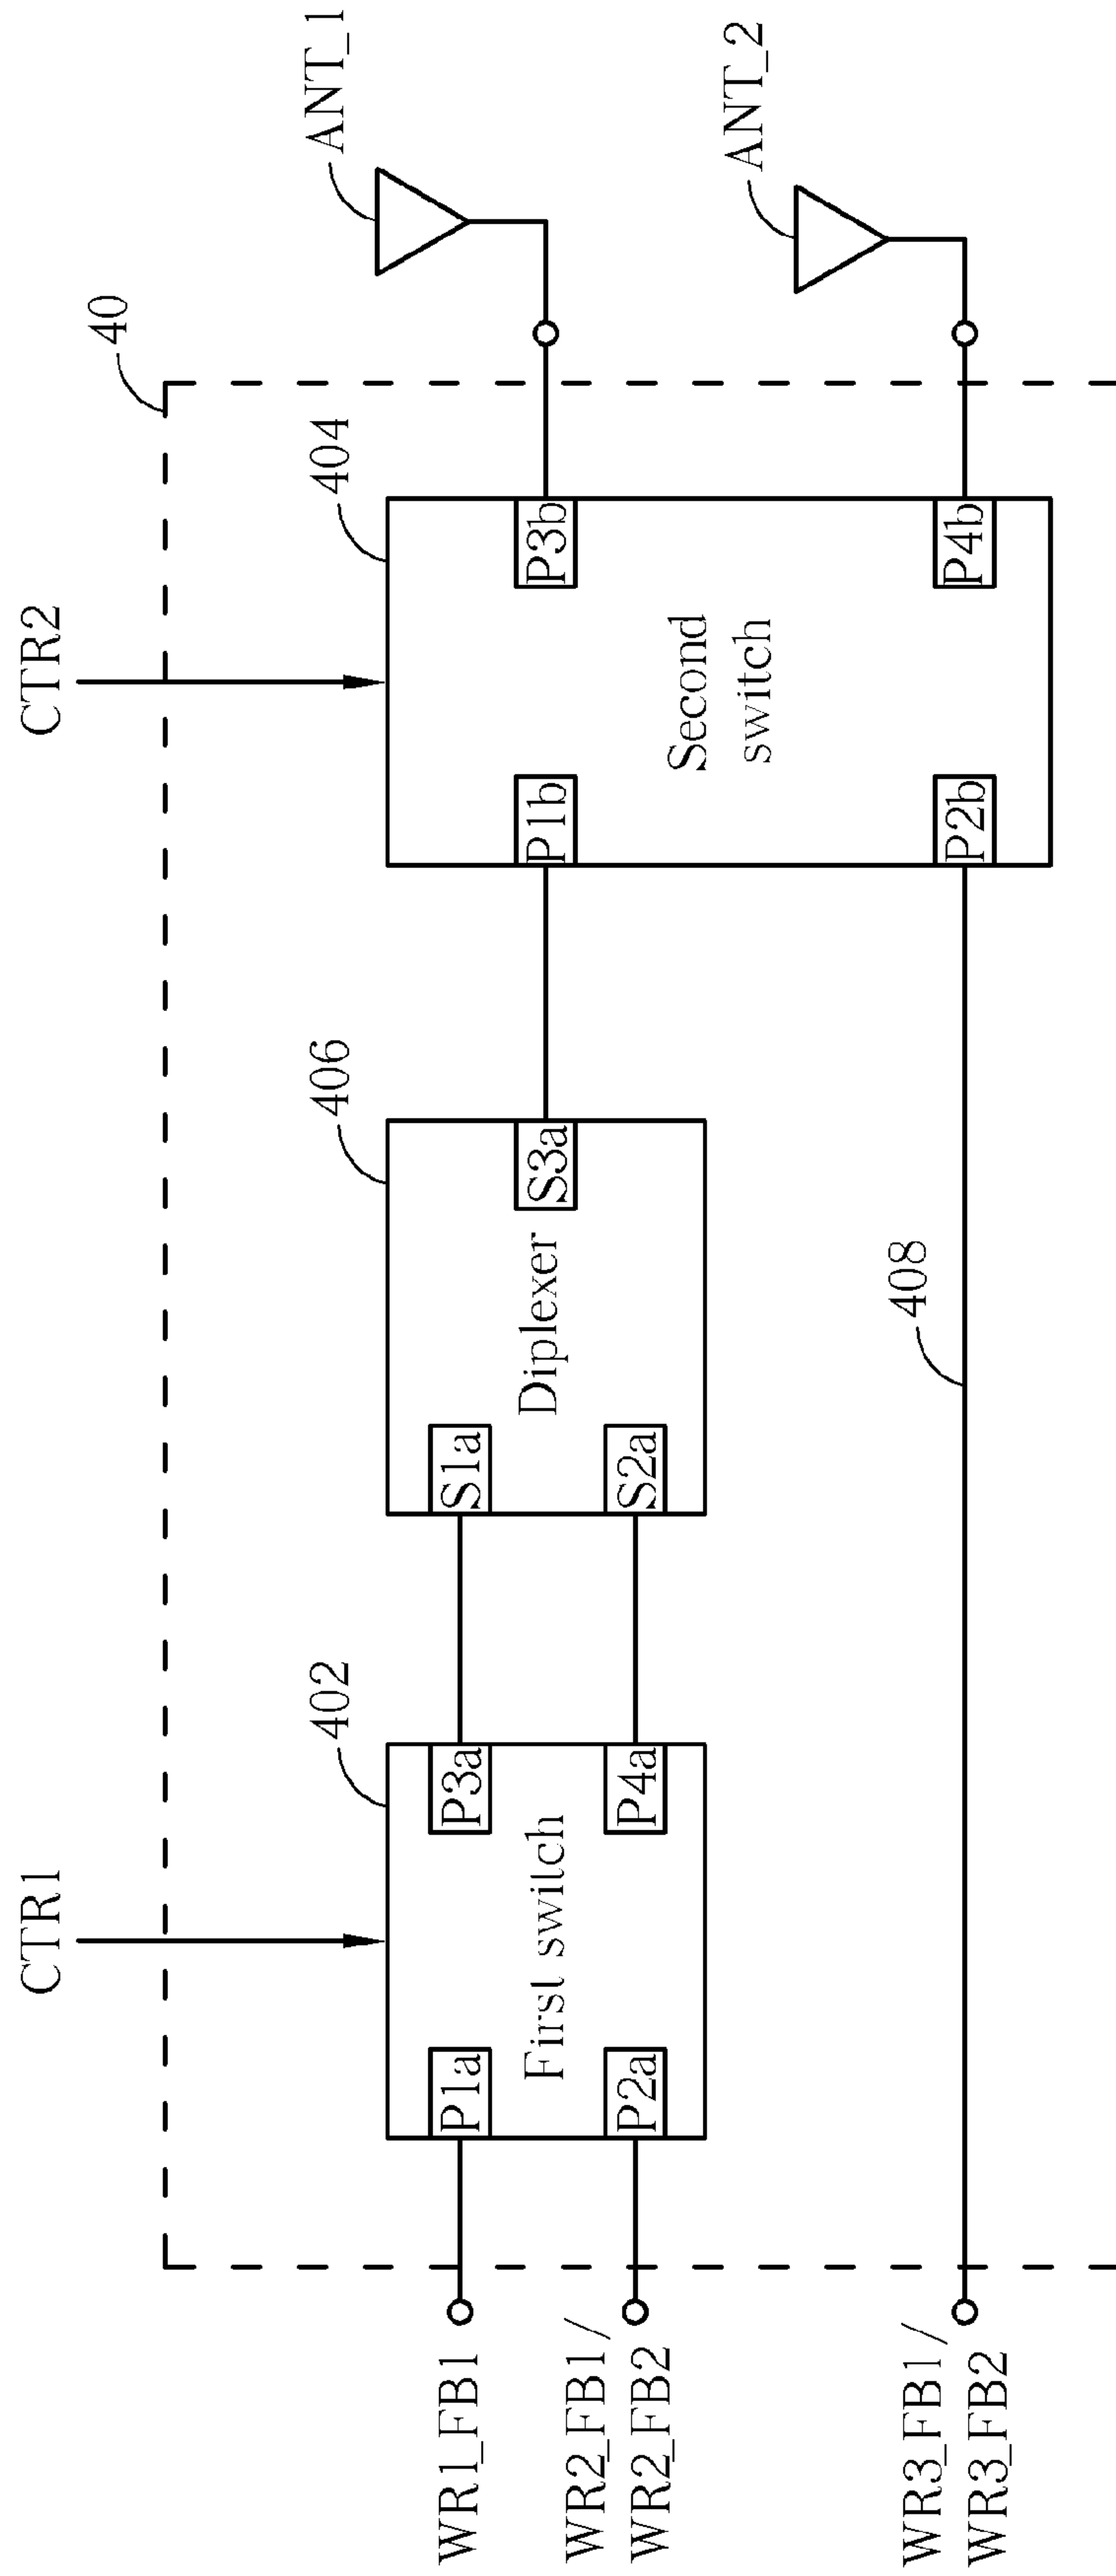 CTR1
CTR2
40
402
406
404
ANT_1
WR1_FB1
P1a
P3a
S1a
S3a
P1b
P3b
First switch
Diplexer
Second
switch
WR2_FB1/
WR2_FB2
P2a
P4a
S2a
ANT_2
408
WR3_FB1/
WR3_FB2
P2b
P4b